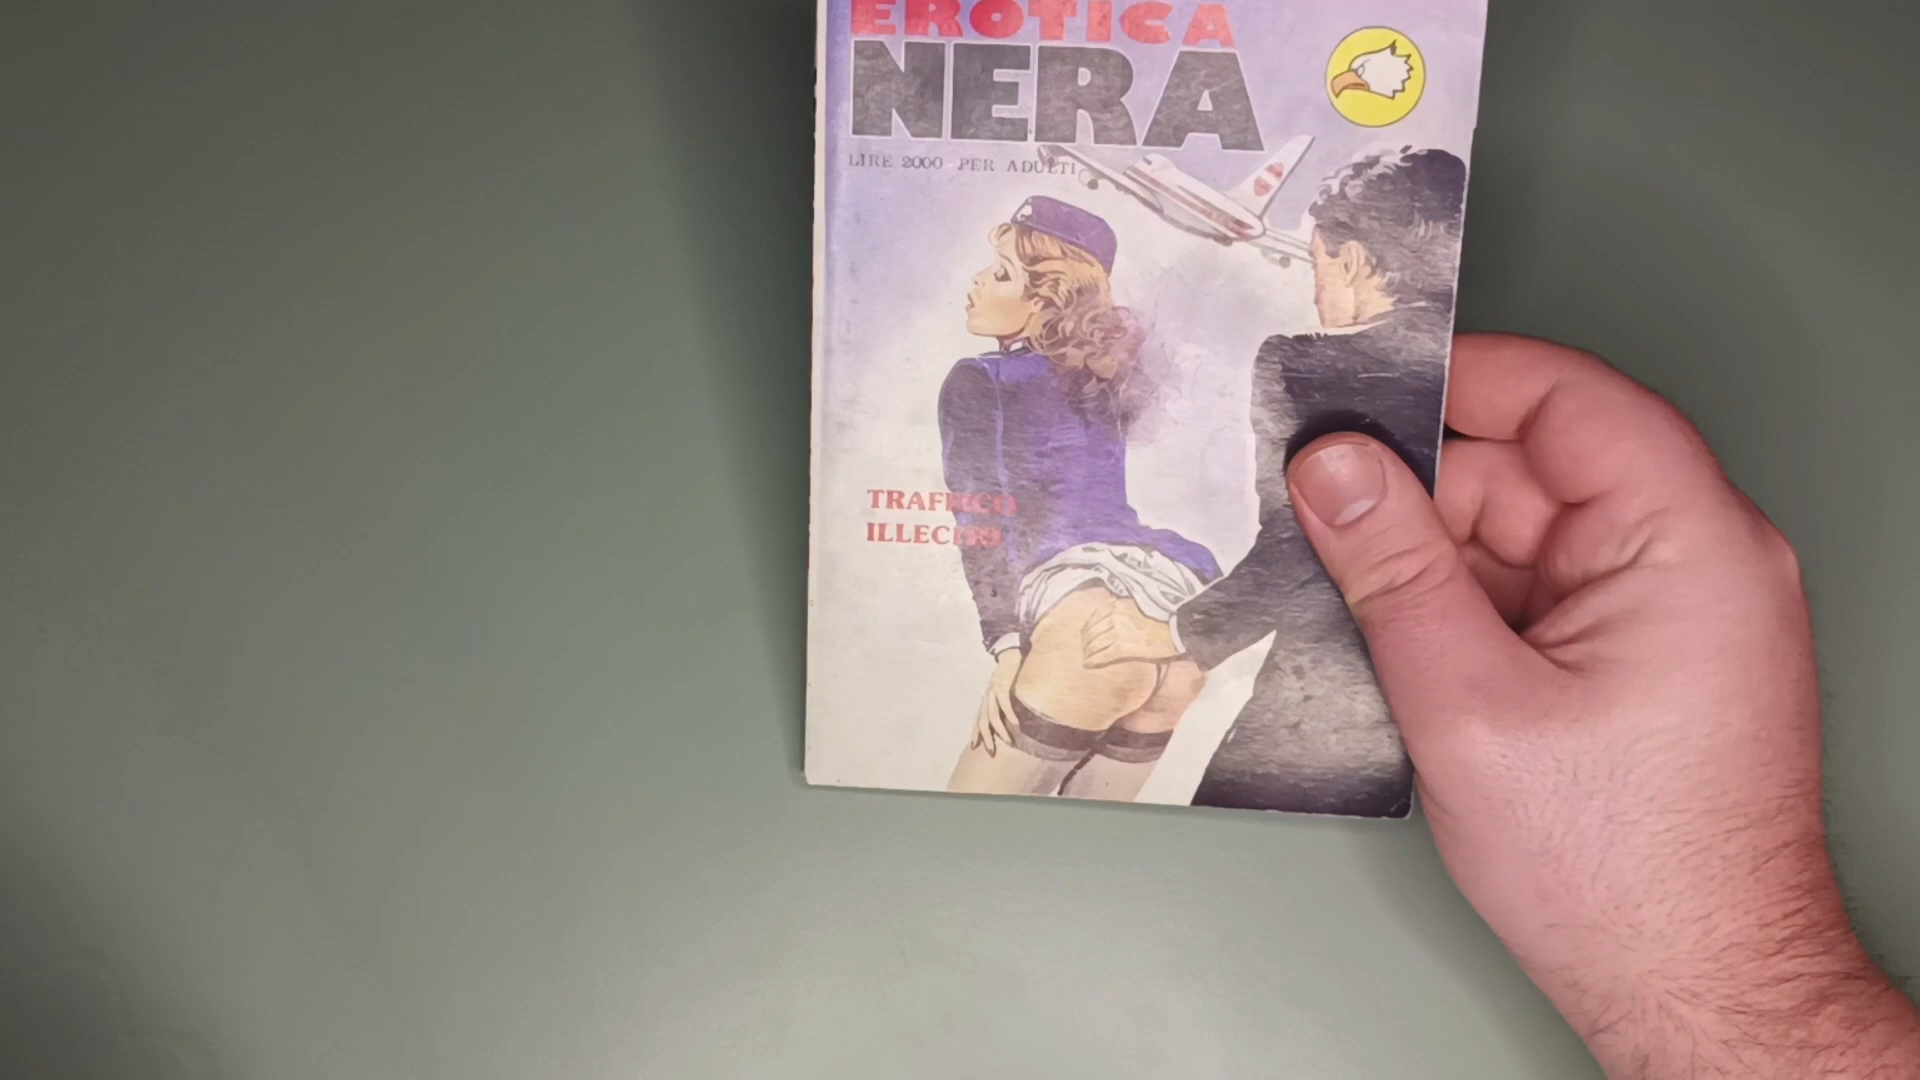 EROTICA
NERA
LIRE 2000 - PER ADULTI
TRAFFICO
ILLECITO